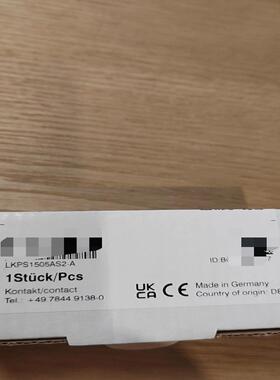 LKPS1505AS2-A
1Stück/Pcs
Kontakt/contact
Tel.: +49 7844 9138-0
ID:
UK
CA CE
Made in Germany
Country of origin: DE